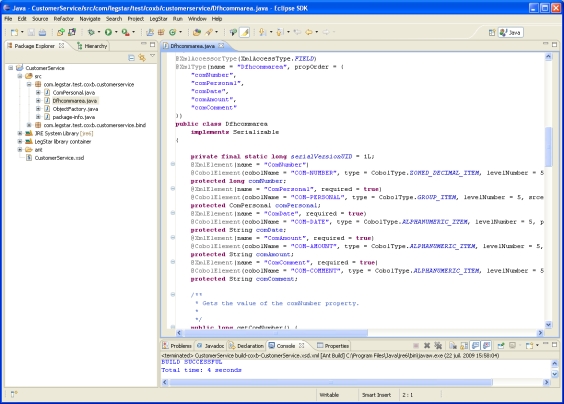 Java - CustomerService/src/com/legstar/test/coxb/customerservice/Dfhcommarea.java - Eclipse SDK
File Edit Source Refactor Navigate Search Project LegStar Run Window Help
Java
Package Explorer Hierarchy
CustomerService
src
com.legstar.test.coxb.customerservice
ComPersonal.java
Dfhcommarea.java
ObjectFactory.java
package-info.java
com.legstar.test.coxb.customerservice.bind
JRE System Library [jre6]
LegStar library container
ant
CustomerService.xsd
Dfhcommarea.java
@XmlAccessorType(XmlAccessType.FIELD)
@XmlType(name = "Dfhcommarea", propOrder = {
"comNumber",
"comPersonal",
"comDate",
"comAmount",
"comComment"
})
public class Dfhcommarea
implements Serializable
{
private final static long serialVersionUID = 1L;
@XmlElement(name = "ComNumber")
@CobolElement(cobolName = "COM-NUMBER", type = CobolType.ZONED_DECIMAL_ITEM, levelNumber = 5
protected long comNumber;
@XmlElement(name = "ComPersonal", required = true)
@CobolElement(cobolName = "COM-PERSONAL", type = CobolType.GROUP_ITEM, levelNumber = 5, srce
protected ComPersonal comPersonal;
@XmlElement(name = "ComDate", required = true)
@CobolElement(cobolName = "COM-DATE", type = CobolType.ALPHANUMERIC_ITEM, levelNumber = 5, p
protected String comDate;
@XmlElement(name = "ComAmount", required = true)
@CobolElement(cobolName = "COM-AMOUNT", type = CobolType.ALPHANUMERIC_ITEM, levelNumber = 5,
protected String comAmount;
@XmlElement(name = "ComComment", required = true)
@CobolElement(cobolName = "COM-COMMENT", type = CobolType.ALPHANUMERIC_ITEM, levelNumber = 5
protected String comComment;
/**
* Gets the value of the comNumber property.
*
*/
public long getComNumber() {
Problems Javadoc Declaration Console Properties
<terminated> CustomerService build-coxb-CustomerService.xsd.xml [Ant Build] C:\Program Files\Java\jre6\bin\javaw.exe (22 juil. 2009 15:58:04)
BUILD SUCCESSFUL
Total time: 4 seconds
Writable Smart Insert 2 : 1